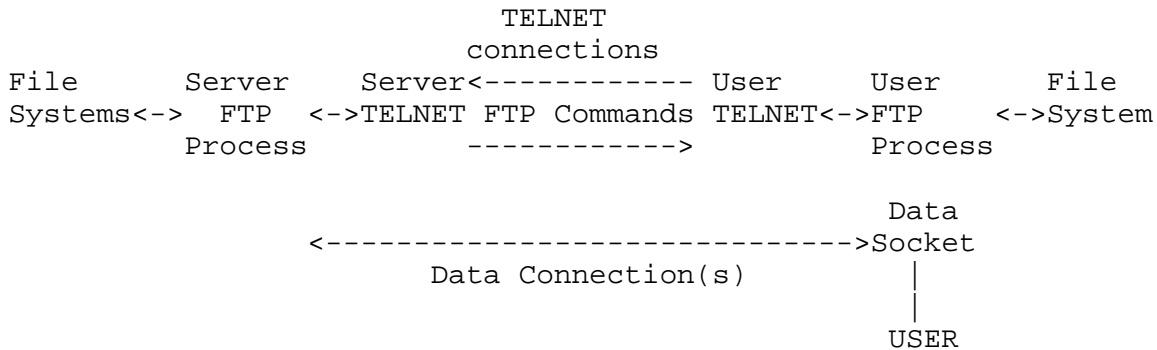 TELNET
connections
File Server Server<------------ User User File
Systems<-> FTP <->TELNET FTP Commands TELNET<->FTP <->System
Process ------------> Process
Data
<------------------------------>Socket
Data Connection(s) |
|
USER